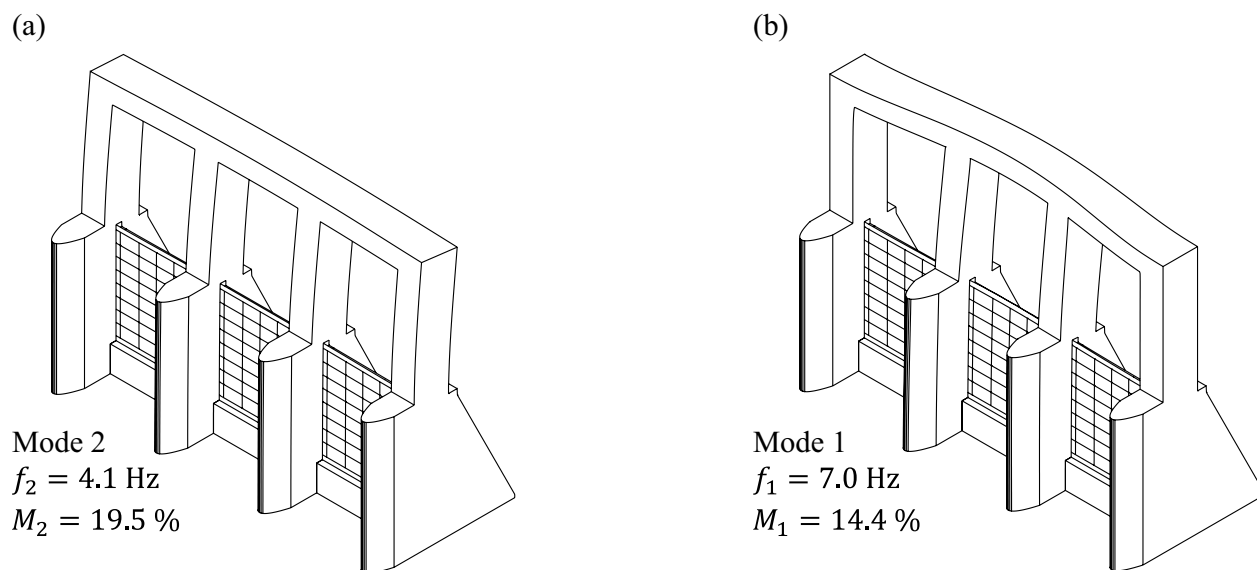 (a)
(b)
Mode 2
f₂ = 4.1 Hz
M₂ = 19.5 %
Mode 1
f₁ = 7.0 Hz
M₁ = 14.4 %